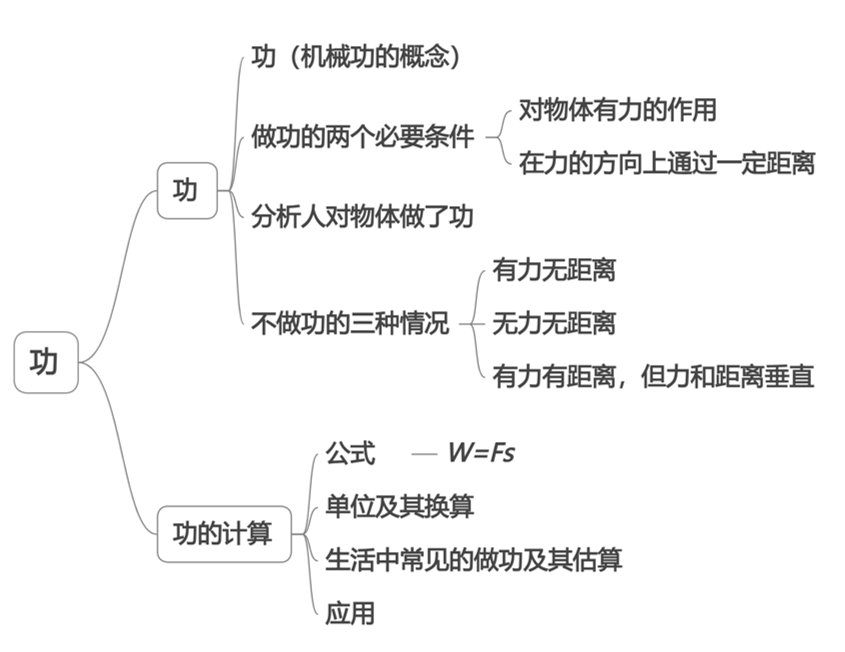 功
功
功（机械功的概念）
做功的两个必要条件
对物体有力的作用
在力的方向上通过一定距离
分析人对物体做了功
不做功的三种情况
有力无距离
无力无距离
有力有距离，但力和距离垂直
功的计算
公式
W=Fs
单位及其换算
生活中常见的做功及其估算
应用